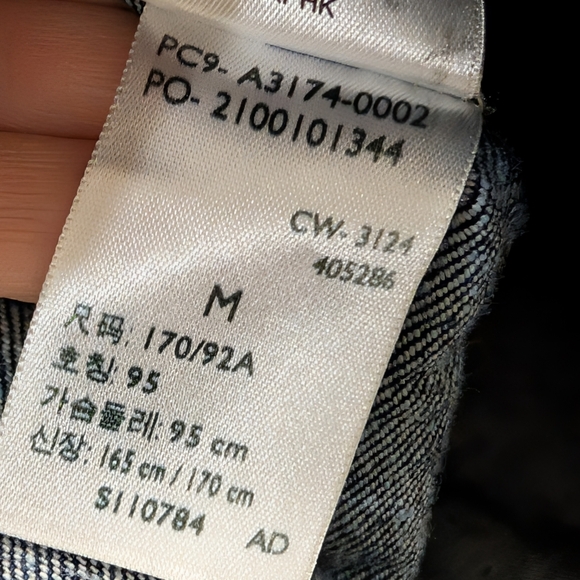 HK
PC9- A3174-0002
PO- 2100101344
CW- 3124
405286
M
尺码: 170/92A
호칭: 95
가슴둘레: 95 cm
신장: 165 cm / 170 cm
S110784 AD